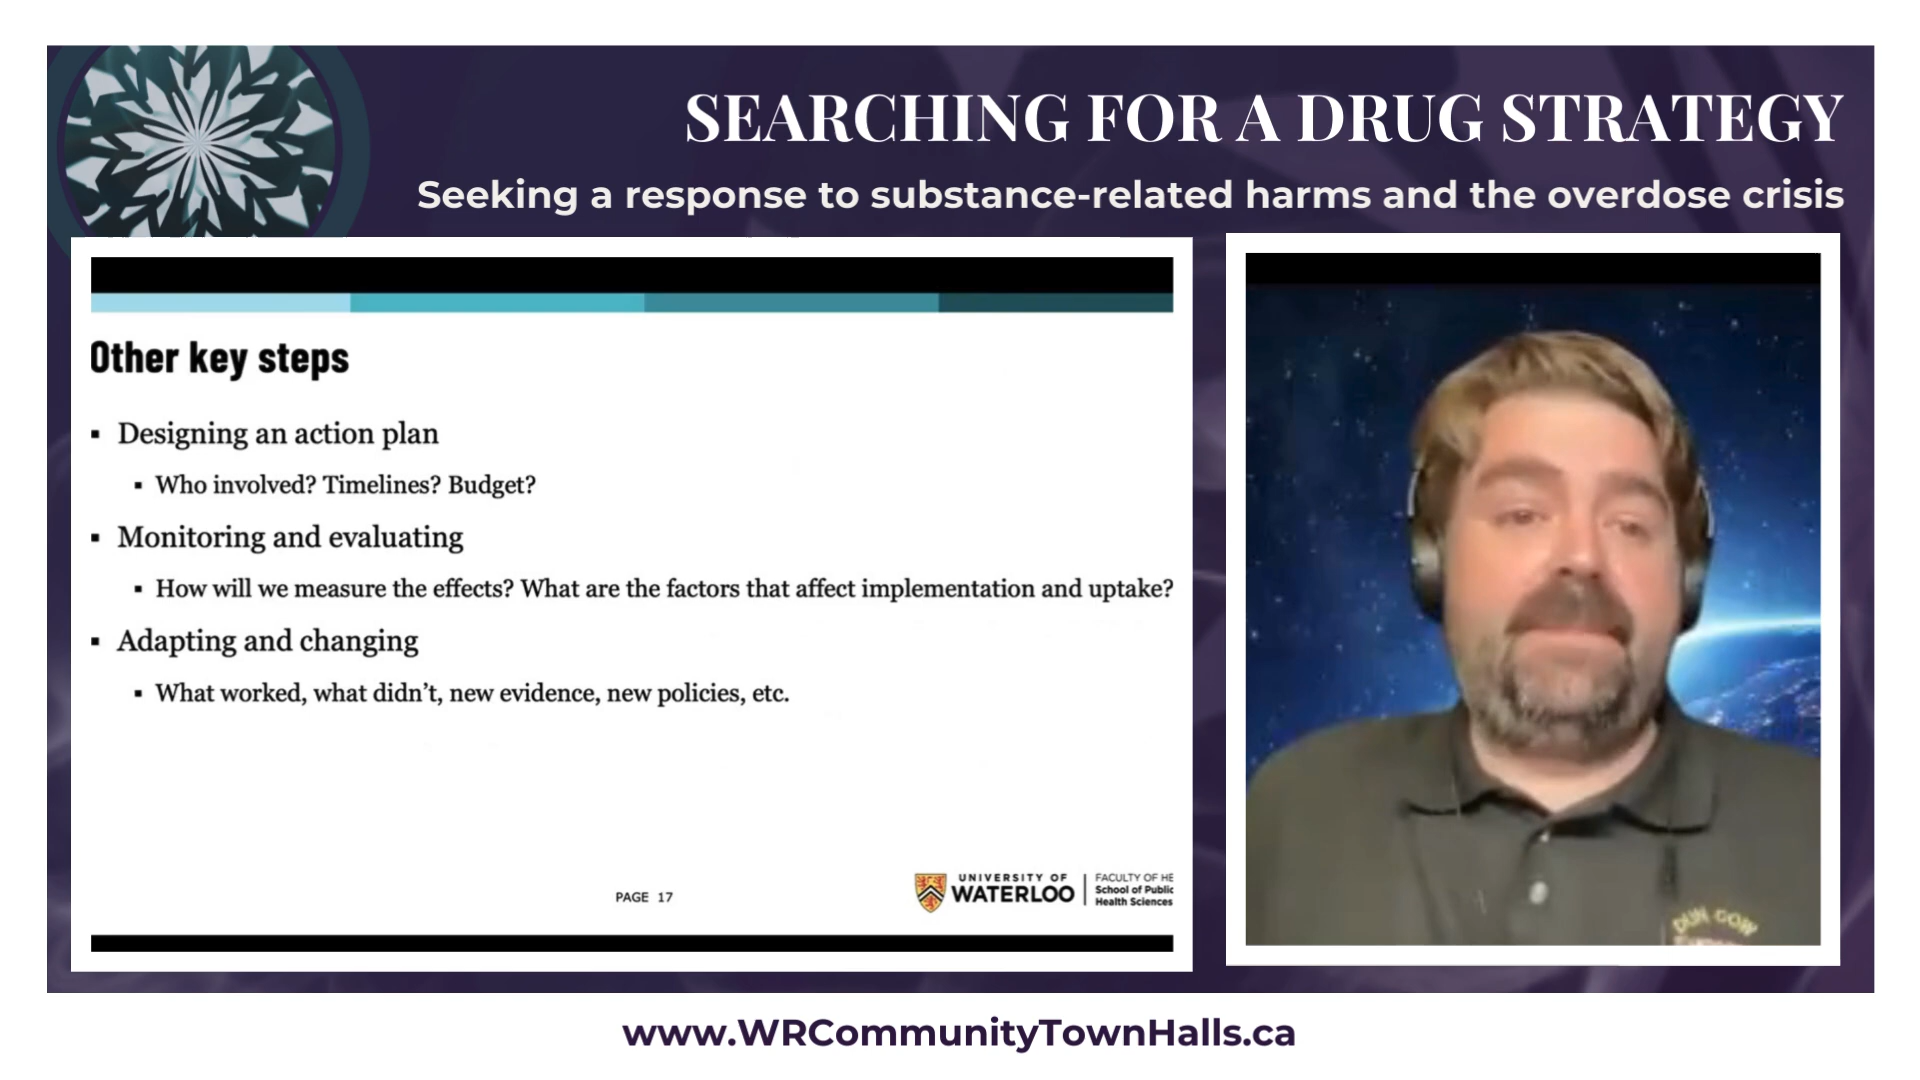 SEARCHING FOR A DRUG STRATEGY
Seeking a response to substance-related harms and the overdose crisis
Other key steps
▪ Designing an action plan
▪ Who involved? Timelines? Budget?
▪ Monitoring and evaluating
▪ How will we measure the effects? What are the factors that affect implementation and uptake?
▪ Adapting and changing
▪ What worked, what didn't, new evidence, new policies, etc.
PAGE 17
UNIVERSITY OF
WATERLOO
FACULTY OF HE
School of Public
Health Sciences
DUN COW
www.WRCommunityTownHalls.ca